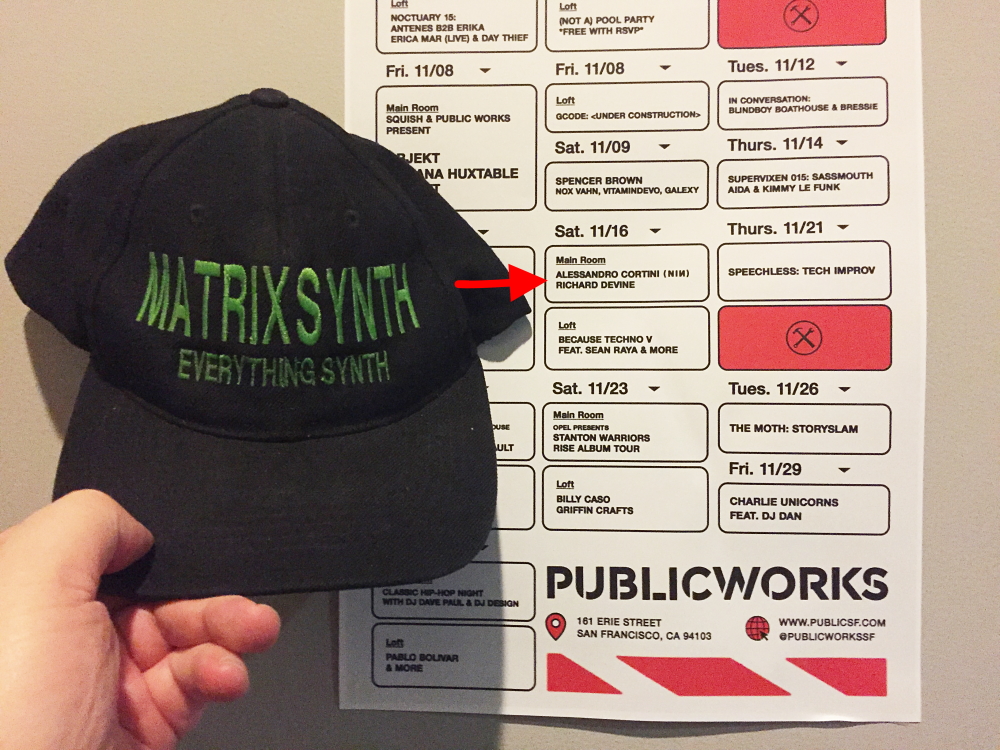 MATRIXSYNTH
EVERYTHING SYNTH
Loft
NOCTUARY 15:
ANTENES B2B ERIKA
ERICA MAR (LIVE) & DAY THIEF
Fri. 11/08
Main Room
SQUISH & PUBLIC WORKS
PRESENT
RJEKT
ANA HUXTABLE
T
OUSE
AULT
CLASSIC HIP-HOP NIGHT
WITH DJ DAVE PAUL & DJ DESIGN
Loft
PABLO BOLIVAR
& MORE
Loft
(NOT A) POOL PARTY
*FREE WITH RSVP*
Fri. 11/08
Loft
GCODE: <UNDER CONSTRUCTION>
Sat. 11/09
SPENCER BROWN
NOX VAHN, VITAMINDEVO, GALEXY
Sat. 11/16
Main Room
ALESSANDRO CORTINI (NIИ)
RICHARD DEVINE
Loft
BECAUSE TECHNO V
FEAT. SEAN RAYA & MORE
Sat. 11/23
Main Room
OPEL PRESENTS
STANTON WARRIORS
RISE ALBUM TOUR
Loft
BILLY CASO
GRIFFIN CRAFTS
Tues. 11/12
IN CONVERSATION:
BLINDBOY BOATHOUSE & BRESSIE
Thurs. 11/14
SUPERVIXEN 015: SASSMOUTH
AIDA & KIMMY LE FUNK
Thurs. 11/21
SPEECHLESS: TECH IMPROV
Tues. 11/26
THE MOTH: STORYSLAM
Fri. 11/29
CHARLIE UNICORNS
FEAT. DJ DAN
PUBLICWORKS
161 ERIE STREET
SAN FRANCISCO, CA 94103
WWW.PUBLICSF.COM
@PUBLICWORKSSF